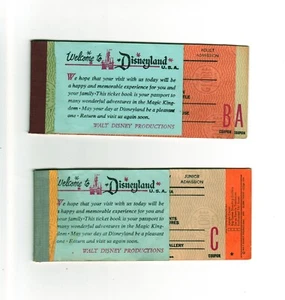 Welcome to Disneyland
U.S.A.
We hope that your visit with us today will be
a happy and memorable experience for you and
your family·This ticket book is your passport to
many wonderful adventures in the Magic King-
dom · May your day at Disneyland be a pleasant
one · Return and visit us again soon.
WALT DISNEY PRODUCTIONS
ADULT
ADMISSION
B A
COUPON COUPON
Welcome to Disneyland
U.S.A.
We hope that your visit with us today will be
a happy and memorable experience for you and
your family·This ticket book is your passport to
many wonderful adventures in the Magic King-
dom · May your day at Disneyland be a pleasant
one · Return and visit us again soon.
WALT DISNEY PRODUCTIONS
JUNIOR
ADMISSION
C
COUPON